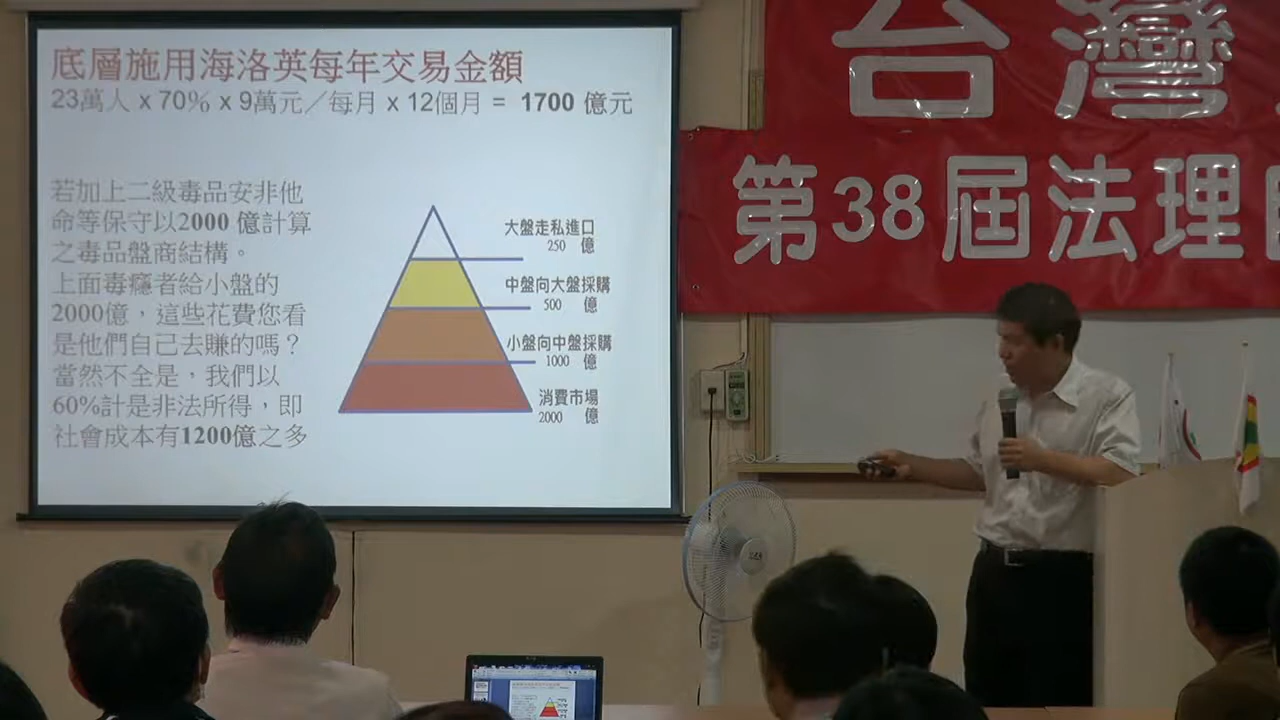 底層施用海洛英每年交易金額
23萬人 x 70% x 9萬元／每月 x 12個月 = 1700 億元
若加上二級毒品安非他
命等保守以2000 億計算
之毒品盤商結構。
上面毒癮者給小盤的
2000億，這些花費您看
是他們自己去賺的嗎？
當然不全是，我們以
60%計是非法所得，即
社會成本有1200億之多
大盤走私進口
250 億
中盤向大盤採購
500 億
小盤向中盤採購
1000 億
消費市場
2000 億
台灣
第38屆法理